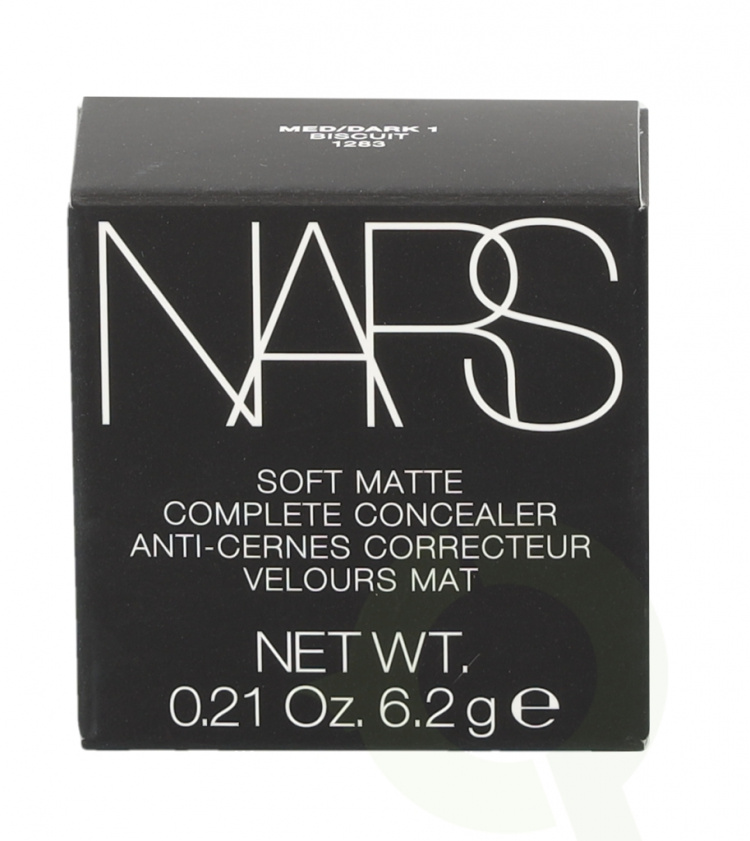 MED/DARK 1
BISCUIT
1283
NARS
SOFT MATTE
COMPLETE CONCEALER
ANTI-CERNES CORRECTEUR
VELOURS MAT
NET WT.
0.21 Oz. 6.2 g ℮